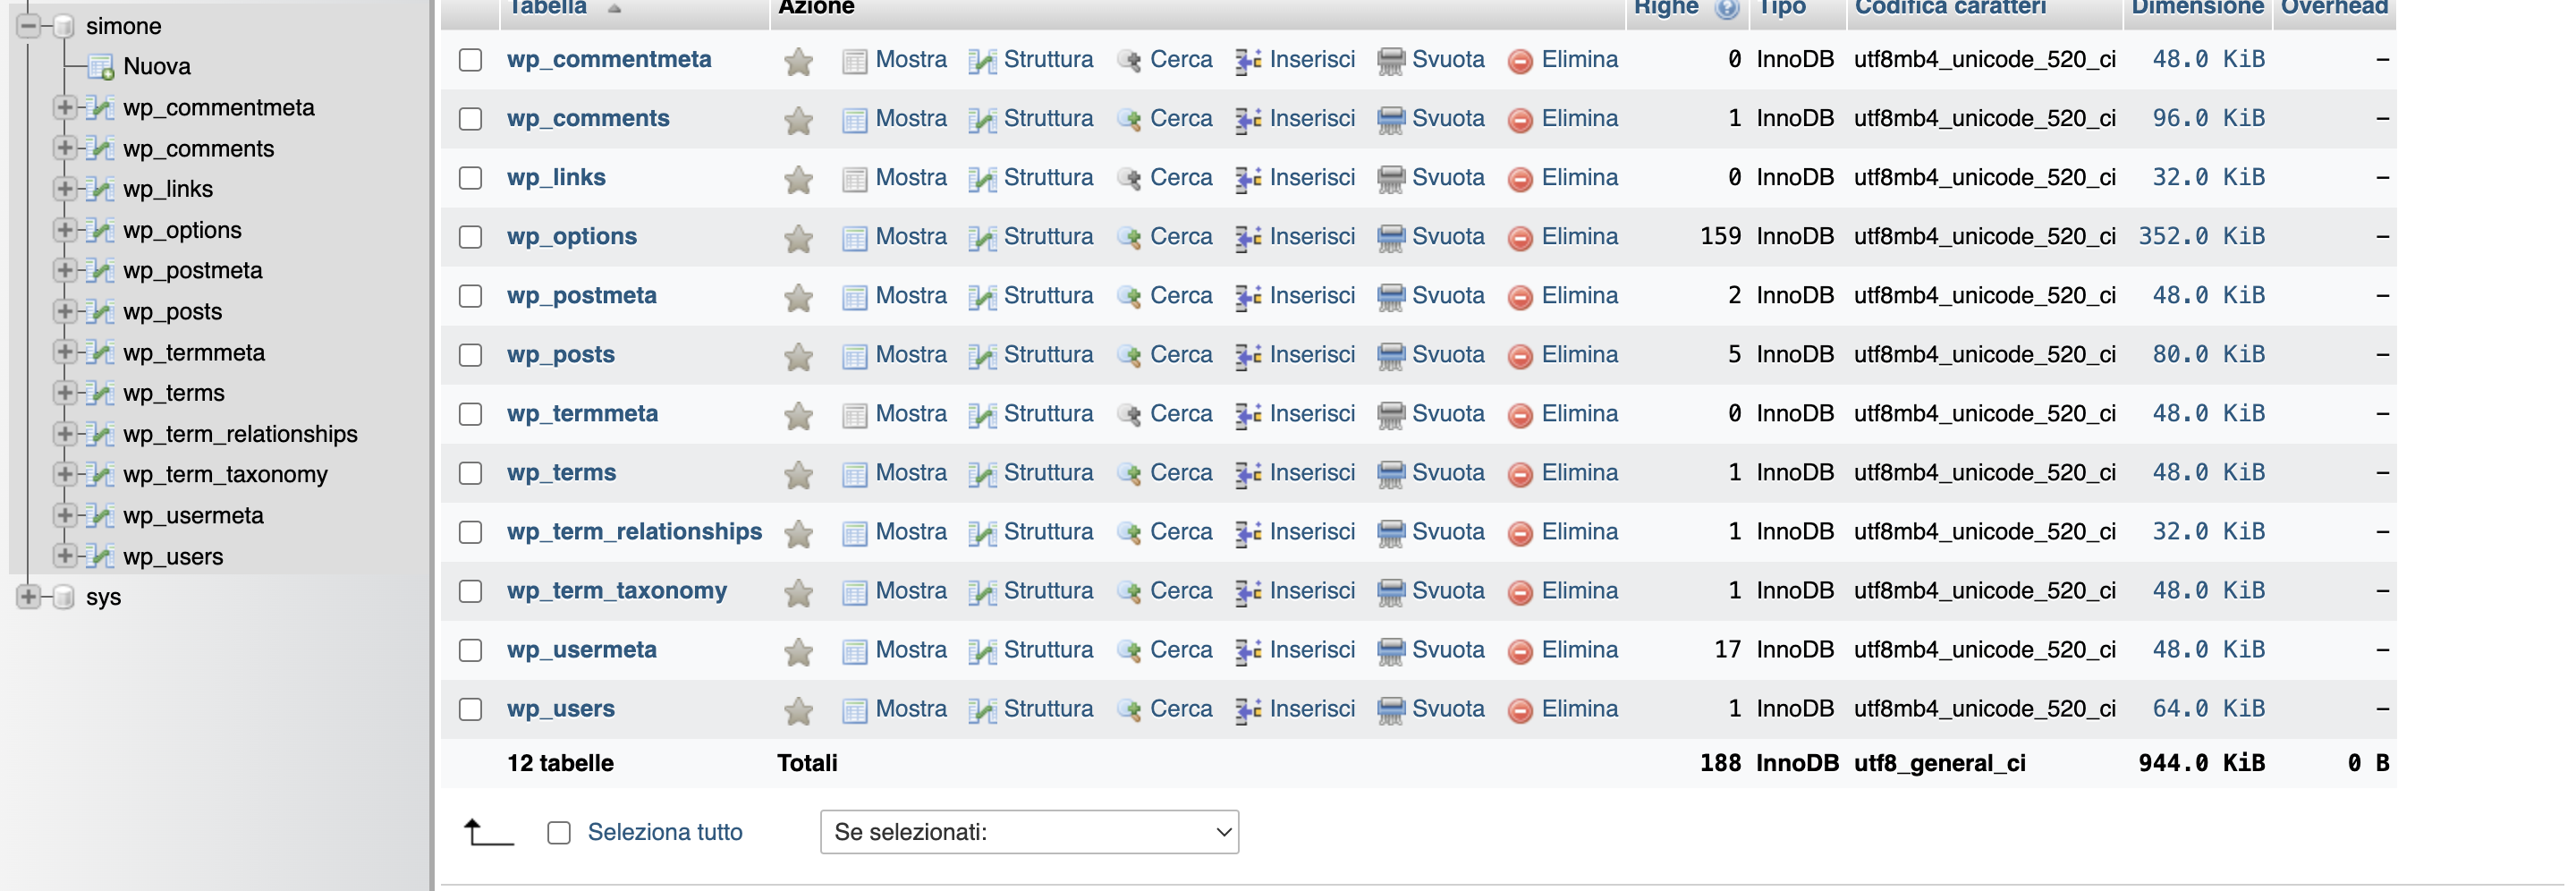 simone
Nuova
wp_commentmeta
wp_comments
wp_links
wp_options
wp_postmeta
wp_posts
wp_termmeta
wp_terms
wp_term_relationships
wp_term_taxonomy
wp_usermeta
wp_users
sys
Tabella Azione Righe Tipo Codifica caratteri Dimensione Overhead
wp_commentmeta Mostra Struttura Cerca Inserisci Svuota Elimina 0 InnoDB utf8mb4_unicode_520_ci 48.0 KiB –
wp_comments Mostra Struttura Cerca Inserisci Svuota Elimina 1 InnoDB utf8mb4_unicode_520_ci 96.0 KiB –
wp_links Mostra Struttura Cerca Inserisci Svuota Elimina 0 InnoDB utf8mb4_unicode_520_ci 32.0 KiB –
wp_options Mostra Struttura Cerca Inserisci Svuota Elimina 159 InnoDB utf8mb4_unicode_520_ci 352.0 KiB –
wp_postmeta Mostra Struttura Cerca Inserisci Svuota Elimina 2 InnoDB utf8mb4_unicode_520_ci 48.0 KiB –
wp_posts Mostra Struttura Cerca Inserisci Svuota Elimina 5 InnoDB utf8mb4_unicode_520_ci 80.0 KiB –
wp_termmeta Mostra Struttura Cerca Inserisci Svuota Elimina 0 InnoDB utf8mb4_unicode_520_ci 48.0 KiB –
wp_terms Mostra Struttura Cerca Inserisci Svuota Elimina 1 InnoDB utf8mb4_unicode_520_ci 48.0 KiB –
wp_term_relationships Mostra Struttura Cerca Inserisci Svuota Elimina 1 InnoDB utf8mb4_unicode_520_ci 32.0 KiB –
wp_term_taxonomy Mostra Struttura Cerca Inserisci Svuota Elimina 1 InnoDB utf8mb4_unicode_520_ci 48.0 KiB –
wp_usermeta Mostra Struttura Cerca Inserisci Svuota Elimina 17 InnoDB utf8mb4_unicode_520_ci 48.0 KiB –
wp_users Mostra Struttura Cerca Inserisci Svuota Elimina 1 InnoDB utf8mb4_unicode_520_ci 64.0 KiB –
12 tabelle Totali 188 InnoDB utf8_general_ci 944.0 KiB 0 B
Seleziona tutto Se selezionati: